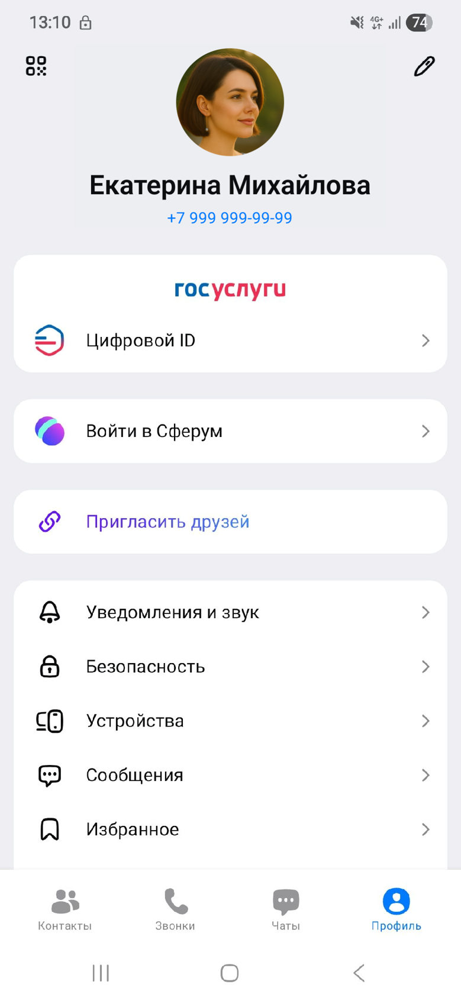 13:10
4G+
74
Екатерина Михайлова
+7 999 999-99-99
госуслуги
Цифровой ID
Войти в Сферум
Пригласить друзей
Уведомления и звук
Безопасность
Устройства
Сообщения
Избранное
Контакты
Звонки
Чаты
Профиль